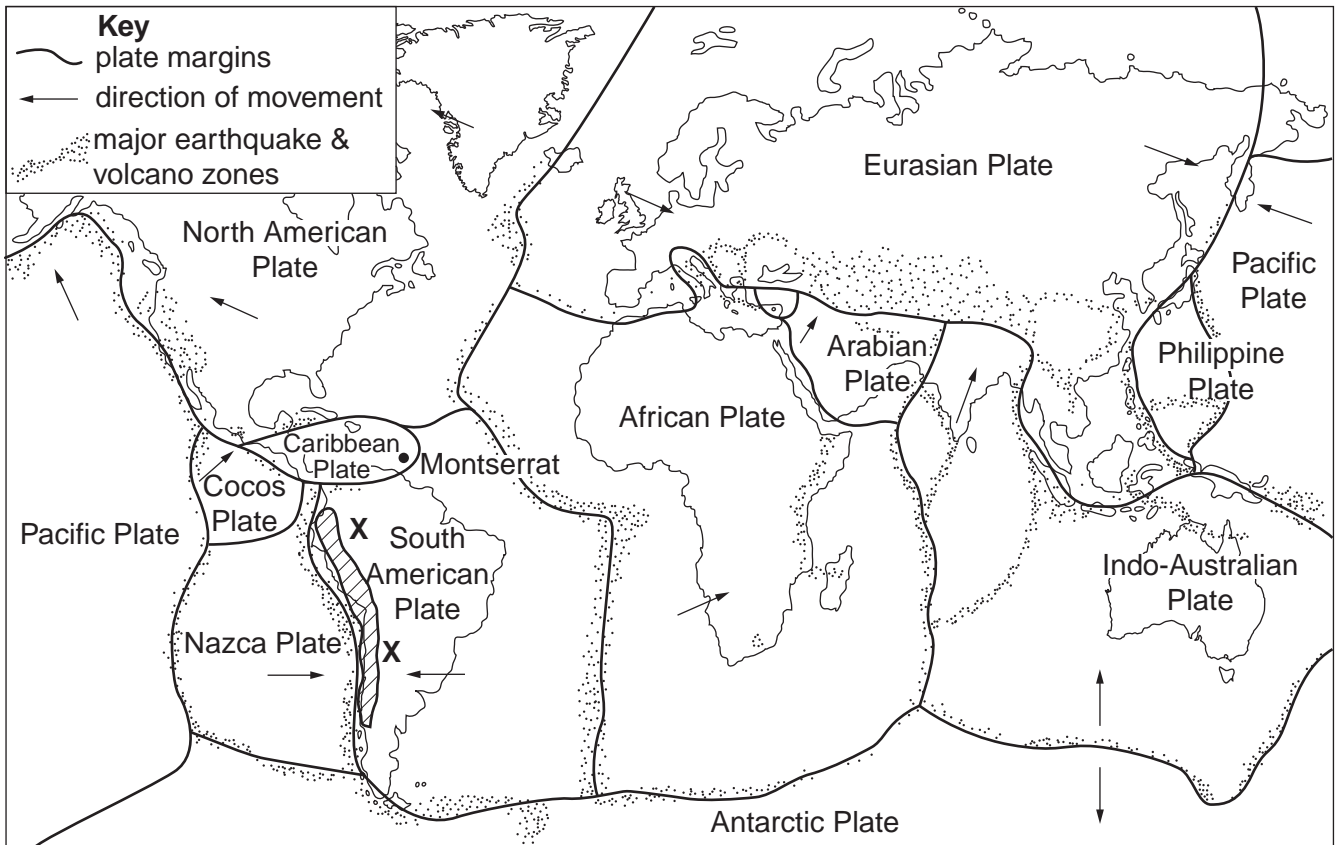 Key
plate margins
direction of movement
major earthquake &
volcano zones
North American
Plate
Eurasian Plate
Pacific
Plate
Philippine
Plate
Arabian
Plate
African Plate
Caribbean
Plate
Montserrat
Cocos
Plate
Pacific Plate
X
South
American
Plate
Indo-Australian
Plate
Nazca Plate
X
Antarctic Plate